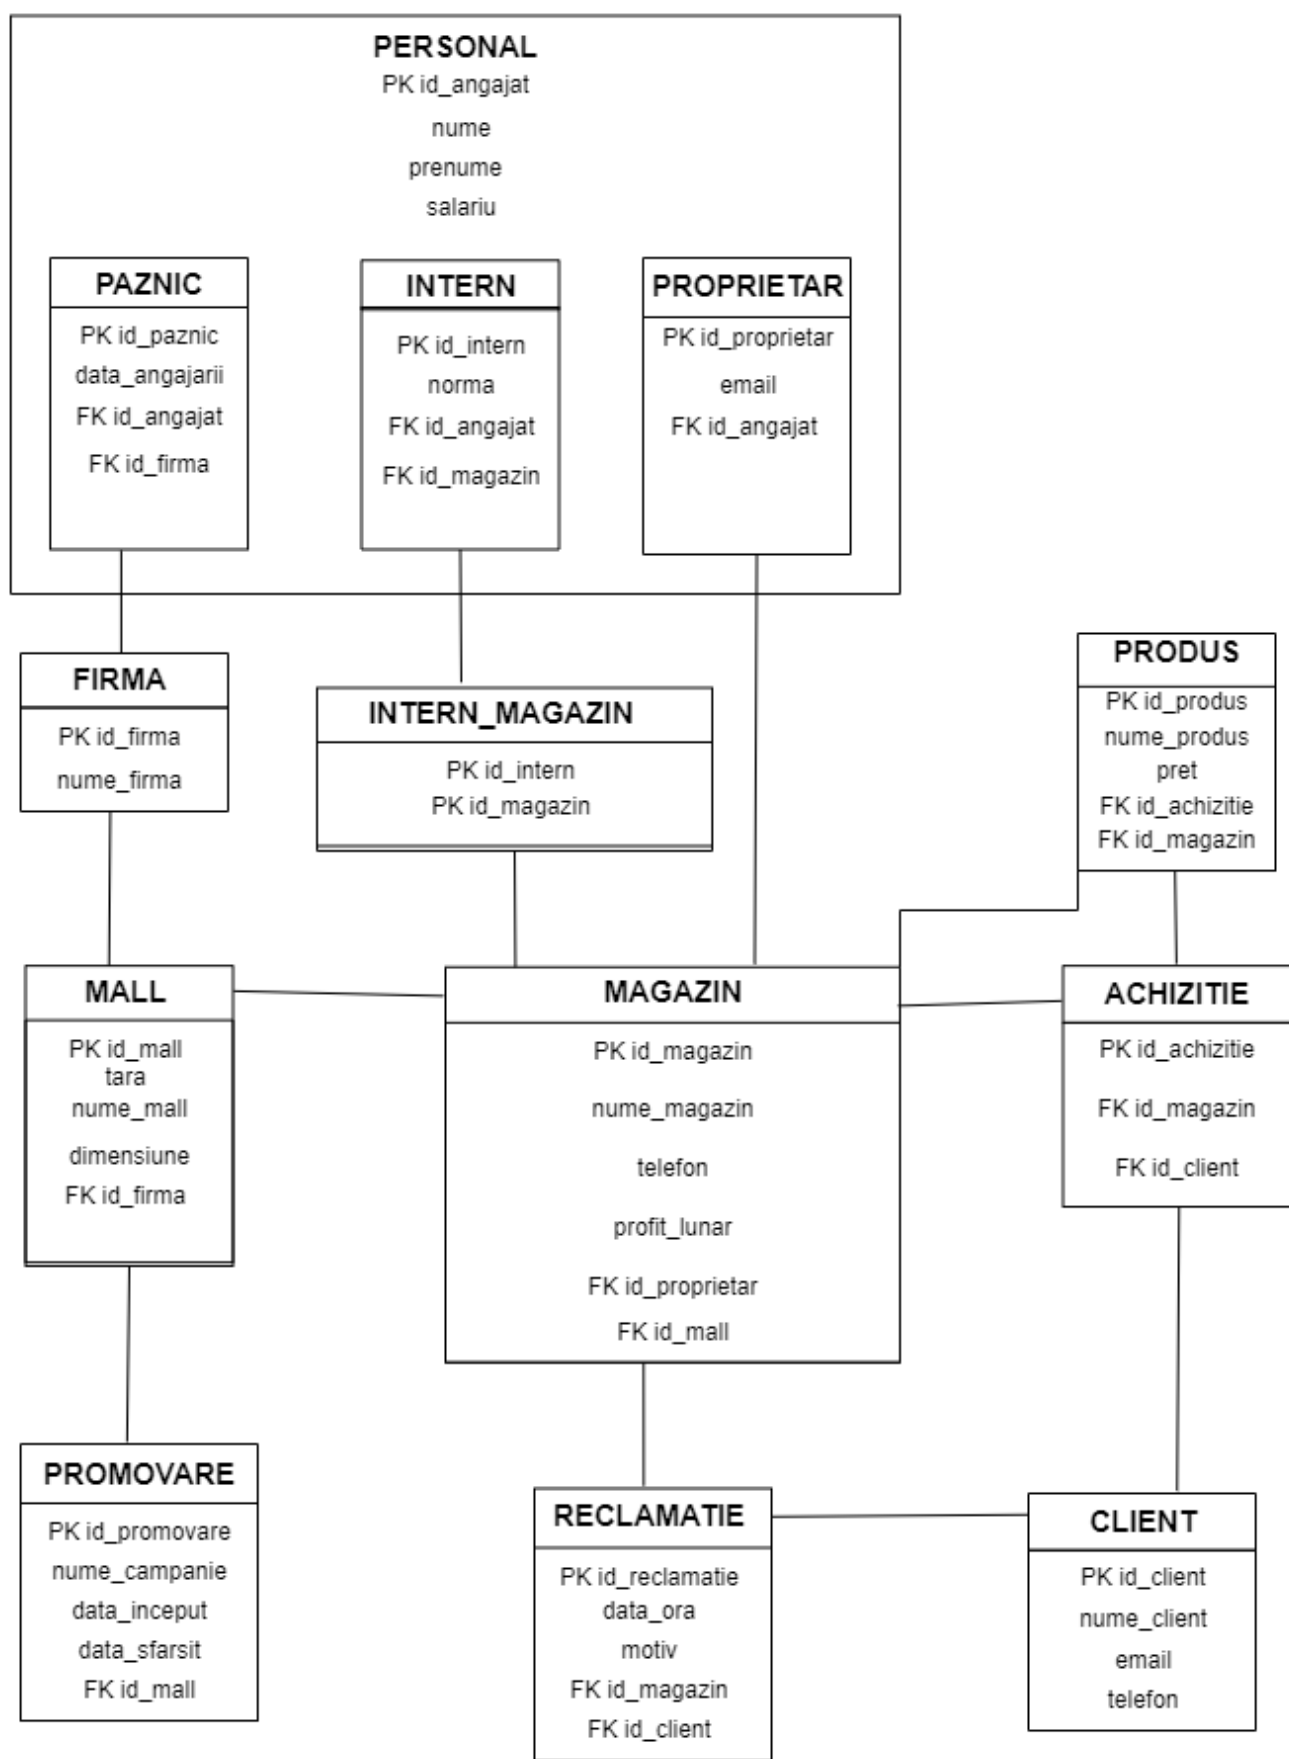 PERSONAL
PK id_angajat
nume
prenume
salariu
PAZNIC
PK id_paznic
data_angajarii
FK id_angajat
FK id_firma
INTERN
PK id_intern
norma
FK id_angajat
FK id_magazin
PROPRIETAR
PK id_proprietar
email
FK id_angajat
FIRMA
PK id_firma
nume_firma
INTERN_MAGAZIN
PK id_intern
PK id_magazin
PRODUS
PK id_produs
nume_produs
pret
FK id_achizitie
FK id_magazin
MALL
PK id_mall
tara
nume_mall
dimensiune
FK id_firma
MAGAZIN
PK id_magazin
nume_magazin
telefon
profit_lunar
FK id_proprietar
FK id_mall
ACHIZITIE
PK id_achizitie
FK id_magazin
FK id_client
PROMOVARE
PK id_promovare
nume_campanie
data_inceput
data_sfarsit
FK id_mall
RECLAMATIE
PK id_reclamatie
data_ora
motiv
FK id_magazin
FK id_client
CLIENT
PK id_client
nume_client
email
telefon